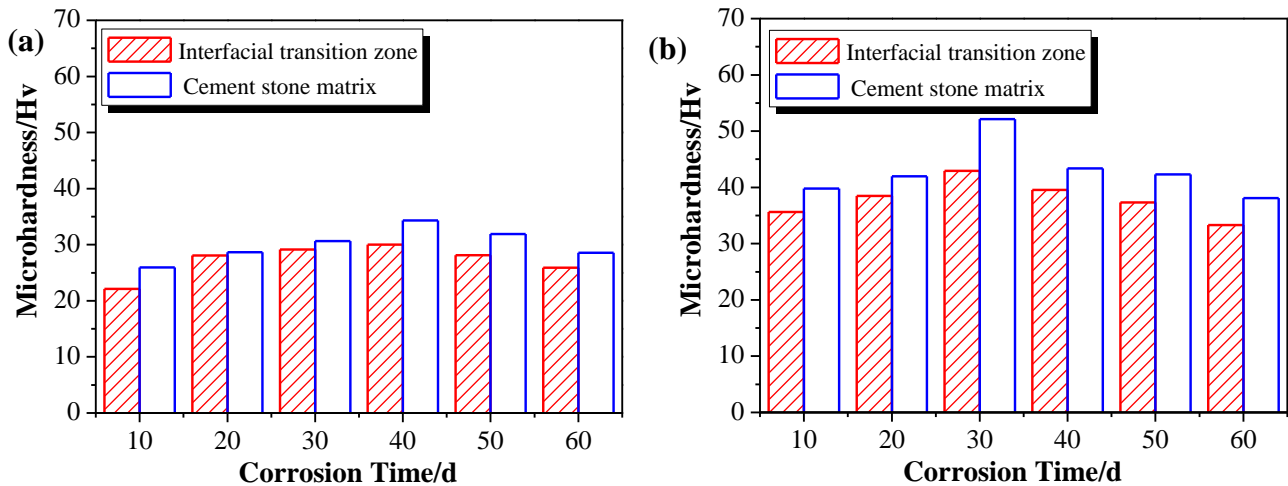 (a)
Interfacial transition zone
Cement stone matrix
Microhardness/Hv
70
60
50
40
30
20
10
0
10 20 30 40 50 60
Corrosion Time/d
(b)
Interfacial transition zone
Cement stone matrix
Microhardness/Hv
70
60
50
40
30
20
10
0
10 20 30 40 50 60
Corrosion Time/d